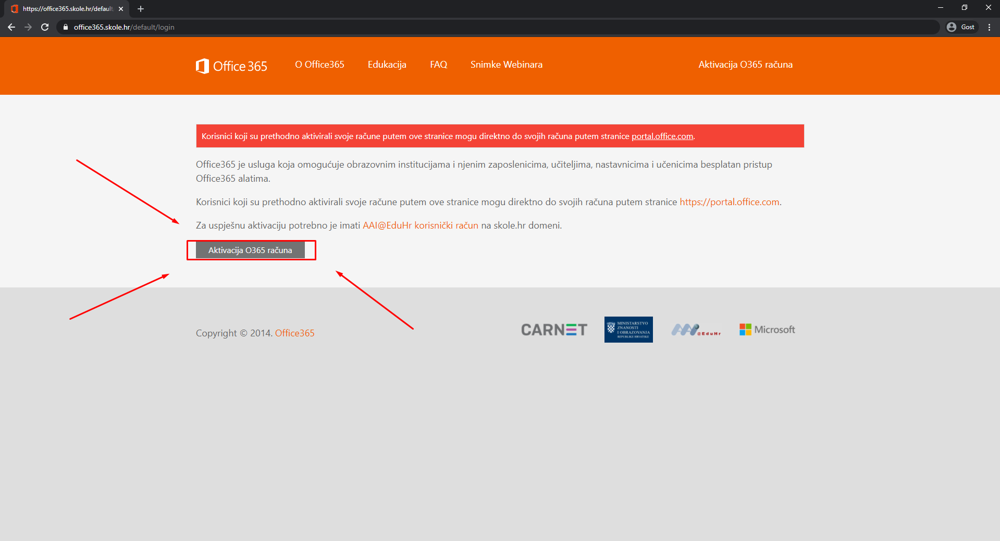 https://office365.skole.hr/default
office365.skole.hr/default/login
Gost
Office 365
O Office365
Edukacija
FAQ
Snimke Webinara
Aktivacija O365 računa
Korisnici koji su prethodno aktivirali svoje račune putem ove stranice mogu direktno do svojih računa putem stranice portal.office.com.
Office365 je usluga koja omogućuje obrazovnim institucijama i njenim zaposlenicima, učiteljima, nastavnicima i učenicima besplatan pristup
Office365 alatima.
Korisnici koji su prethodno aktivirali svoje račune putem ove stranice mogu direktno do svojih računa putem stranice https://portal.office.com.
Za uspješnu aktivaciju potrebno je imati AAI@EduHr korisnički račun na skole.hr domeni.
Aktivacija O365 računa
Copyright © 2014. Office365
CARNET
MINISTARSTVO
ZNANOSTI
I OBRAZOVANJA
REPUBLIKE HRVATSKE
AAI@EduHr
Microsoft